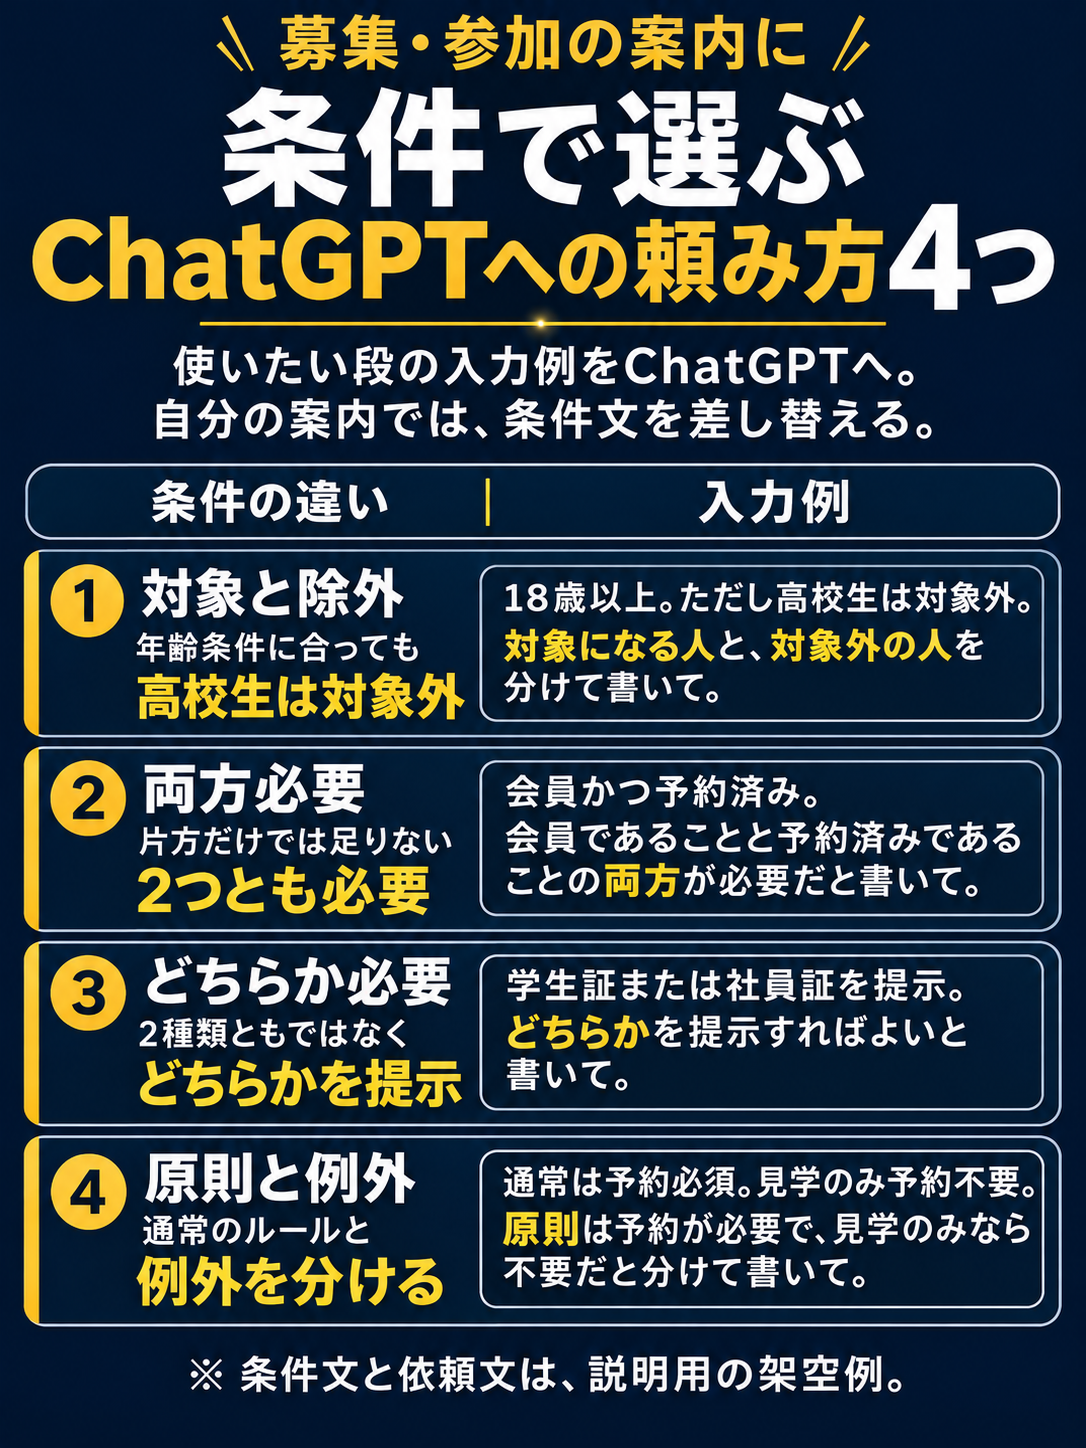 募集・参加の案内に
条件で選ぶ
ChatGPTへの頼み方4つ
使いたい段の入力例をChatGPTへ。
自分の案内では、条件文を差し替える。
条件の違い
入力例
1 対象と除外
年齢条件に合っても
高校生は対象外
18歳以上。ただし高校生は対象外。
対象になる人と、対象外の人を
分けて書いて。
2 両方必要
片方だけでは足りない
2つとも必要
会員かつ予約済み。
会員であることと予約済みである
ことの両方が必要だと書いて。
3 どちらか必要
2種類ともではなく
どちらかを提示
学生証または社員証を提示。
どちらかを提示すればよいと
書いて。
4 原則と例外
通常のルールと
例外を分ける
通常は予約必須。見学のみ予約不要。
原則は予約が必要で、見学のみなら
不要だと分けて書いて。
※ 条件文と依頼文は、説明用の架空例。